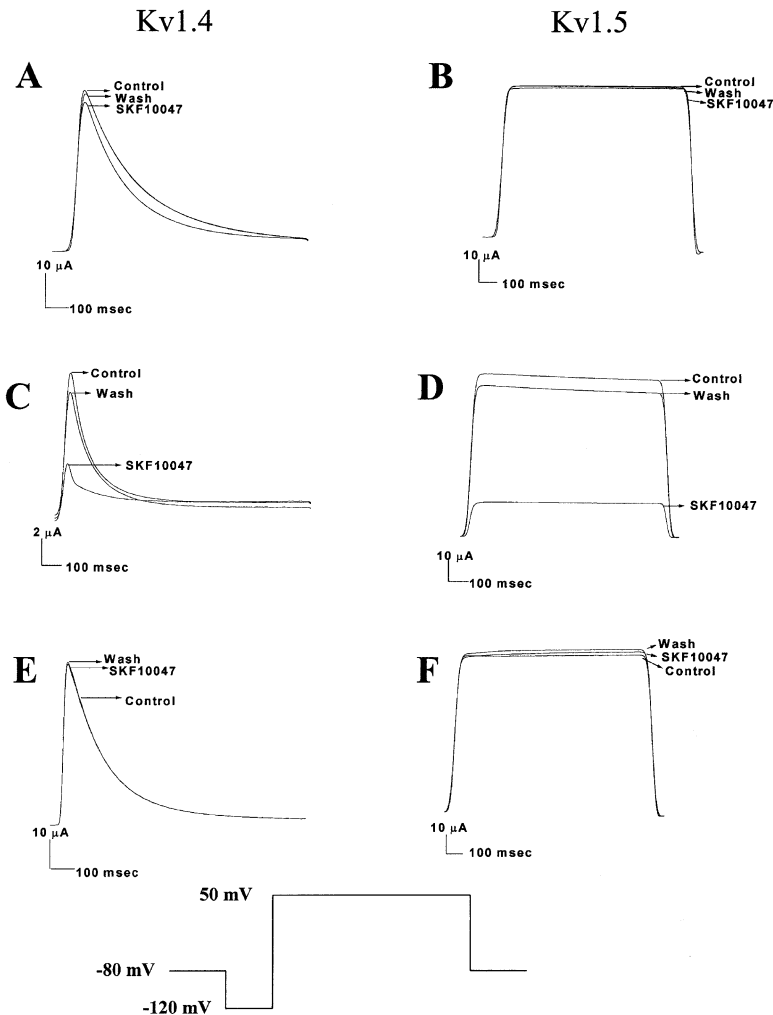 Kv1.4
Kv1.5
A
Control
Wash
SKF10047
10 µA
100 msec
B
Control
Wash
SKF10047
10 µA
100 msec
C
Control
Wash
SKF10047
2 µA
100 msec
D
Control
Wash
SKF10047
10 µA
100 msec
E
Wash
SKF10047
Control
10 µA
100 msec
F
Wash
SKF10047
Control
10 µA
100 msec
50 mV
-80 mV
-120 mV